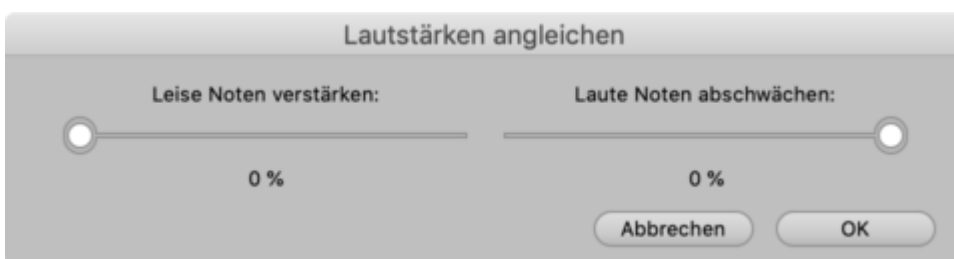 Lautstärken angleichen
Leise Noten verstärken:
Laute Noten abschwächen:
0 %
0 %
Abbrechen
OK